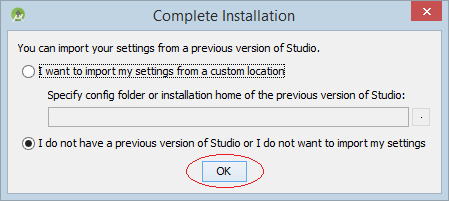 Complete Installation
You can import your settings from a previous version of Studio.
I want to import my settings from a custom location
Specify config folder or installation home of the previous version of Studio:
.
I do not have a previous version of Studio or I do not want to import my settings
OK